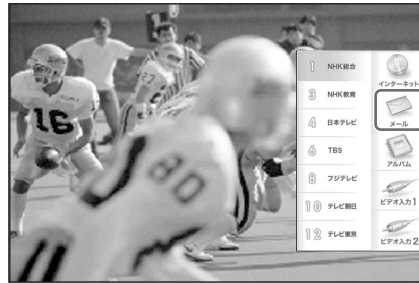 16
27
80
1 NHK総合
3 NHK教育
4 日本テレビ
6 TBS
8 フジテレビ
10 テレビ朝日
12 テレビ東京
インターネット
メール
アルバム
ビデオ入力1
ビデオ入力2